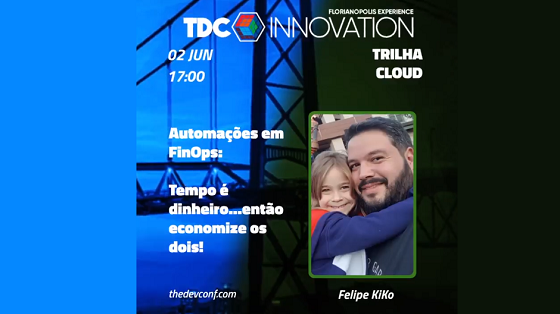 FLORIANÓPOLIS EXPERIENCE
TDC INNOVATION
02 JUN
17:00
TRILHA
CLOUD
Automações em
FinOps:
Tempo é
dinheiro...então
economize os
dois!
thedevconf.com
Felipe KiKo